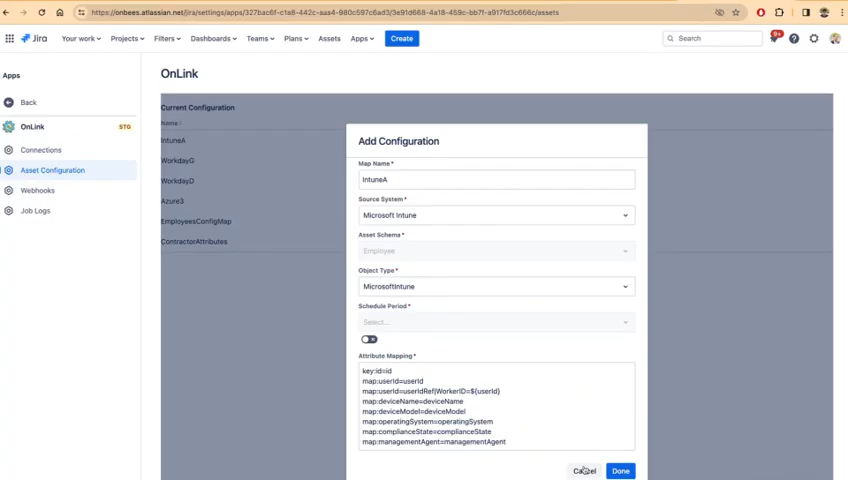 https://onbees.atlassian.net/jira/settings/apps/327bac6f-c1a8-442c-aaa4-980c597c6ad3/3e91d668-4a18-459c-bb7f-a917fd3c666c/assets
Jira Your work Projects Filters Dashboards Teams Plans Assets Apps Create Search 9+
Apps
Back
OnLink STG
Connections
Asset Configuration
Webhooks
Job Logs
OnLink
Current Configuration
Name
IntuneA
WorkdayG
WorkdayD
Azure3
EmployeesConfigMap
ContractorAttributes
Add Configuration
Map Name*
IntuneA
Source System*
Microsoft Intune
Asset Schema*
Employee
Object Type*
MicrosoftIntune
Schedule Period*
Select...
Attribute Mapping*
key:id=id
map:userId=userId
map:userId=userIdRef|WorkerID=${userId}
map:deviceName=deviceName
map:deviceModel=deviceModel
map:operatingSystem=operatingSystem
map:complianceState=complianceState
map:managementAgent=managementAgent
Cancel Done